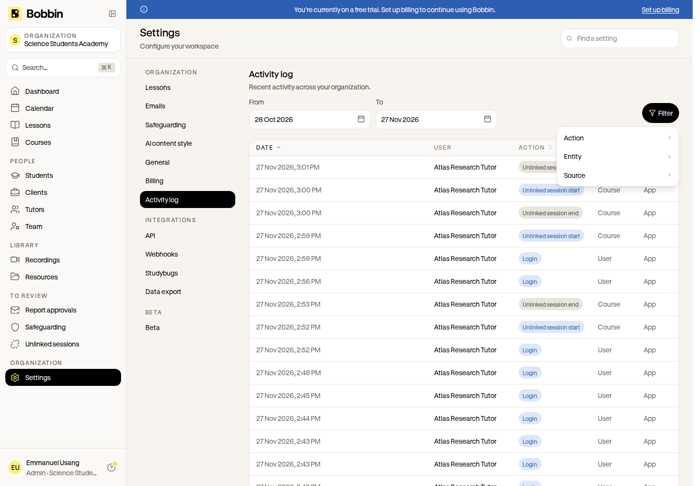 You're currently on a free trial. Set up billing to continue using Bobbin.
Set up billing
Bobbin
S
ORGANIZATION
Science Students Academy
Search...
⌘ K
Dashboard
Calendar
Lessons
Courses
PEOPLE
Students
Clients
Tutors
Team
LIBRARY
Recordings
Resources
TO REVIEW
Report approvals
Safeguarding
Unlinked sessions
ORGANIZATION
Settings
EU
Emmanuel Usang
Admin · Science Stude...
Settings
Configure your workspace
Find a setting
ORGANIZATION
Lessons
Emails
Safeguarding
AI content style
General
Billing
Activity log
INTEGRATIONS
API
Webhooks
Studybugs
Data export
BETA
Beta
Activity log
Recent activity across your organization.
From
To
28 Oct 2026
27 Nov 2026
Filter
Action
Entity
Source
DATE USER ACTION
27 Nov 2026, 3:01 PM Atlas Research Tutor Unlinked ses
27 Nov 2026, 3:00 PM Atlas Research Tutor Unlinked session start Course App
27 Nov 2026, 3:00 PM Atlas Research Tutor Unlinked session end Course App
27 Nov 2026, 2:59 PM Atlas Research Tutor Unlinked session start Course App
27 Nov 2026, 2:59 PM Atlas Research Tutor Login User App
27 Nov 2026, 2:56 PM Atlas Research Tutor Login User App
27 Nov 2026, 2:53 PM Atlas Research Tutor Unlinked session end Course App
27 Nov 2026, 2:52 PM Atlas Research Tutor Unlinked session start Course App
27 Nov 2026, 2:52 PM Atlas Research Tutor Login User App
27 Nov 2026, 2:48 PM Atlas Research Tutor Login User App
27 Nov 2026, 2:45 PM Atlas Research Tutor Login User App
27 Nov 2026, 2:44 PM Atlas Research Tutor Login User App
27 Nov 2026, 2:43 PM Atlas Research Tutor Login User App
27 Nov 2026, 2:43 PM Atlas Research Tutor Login User App